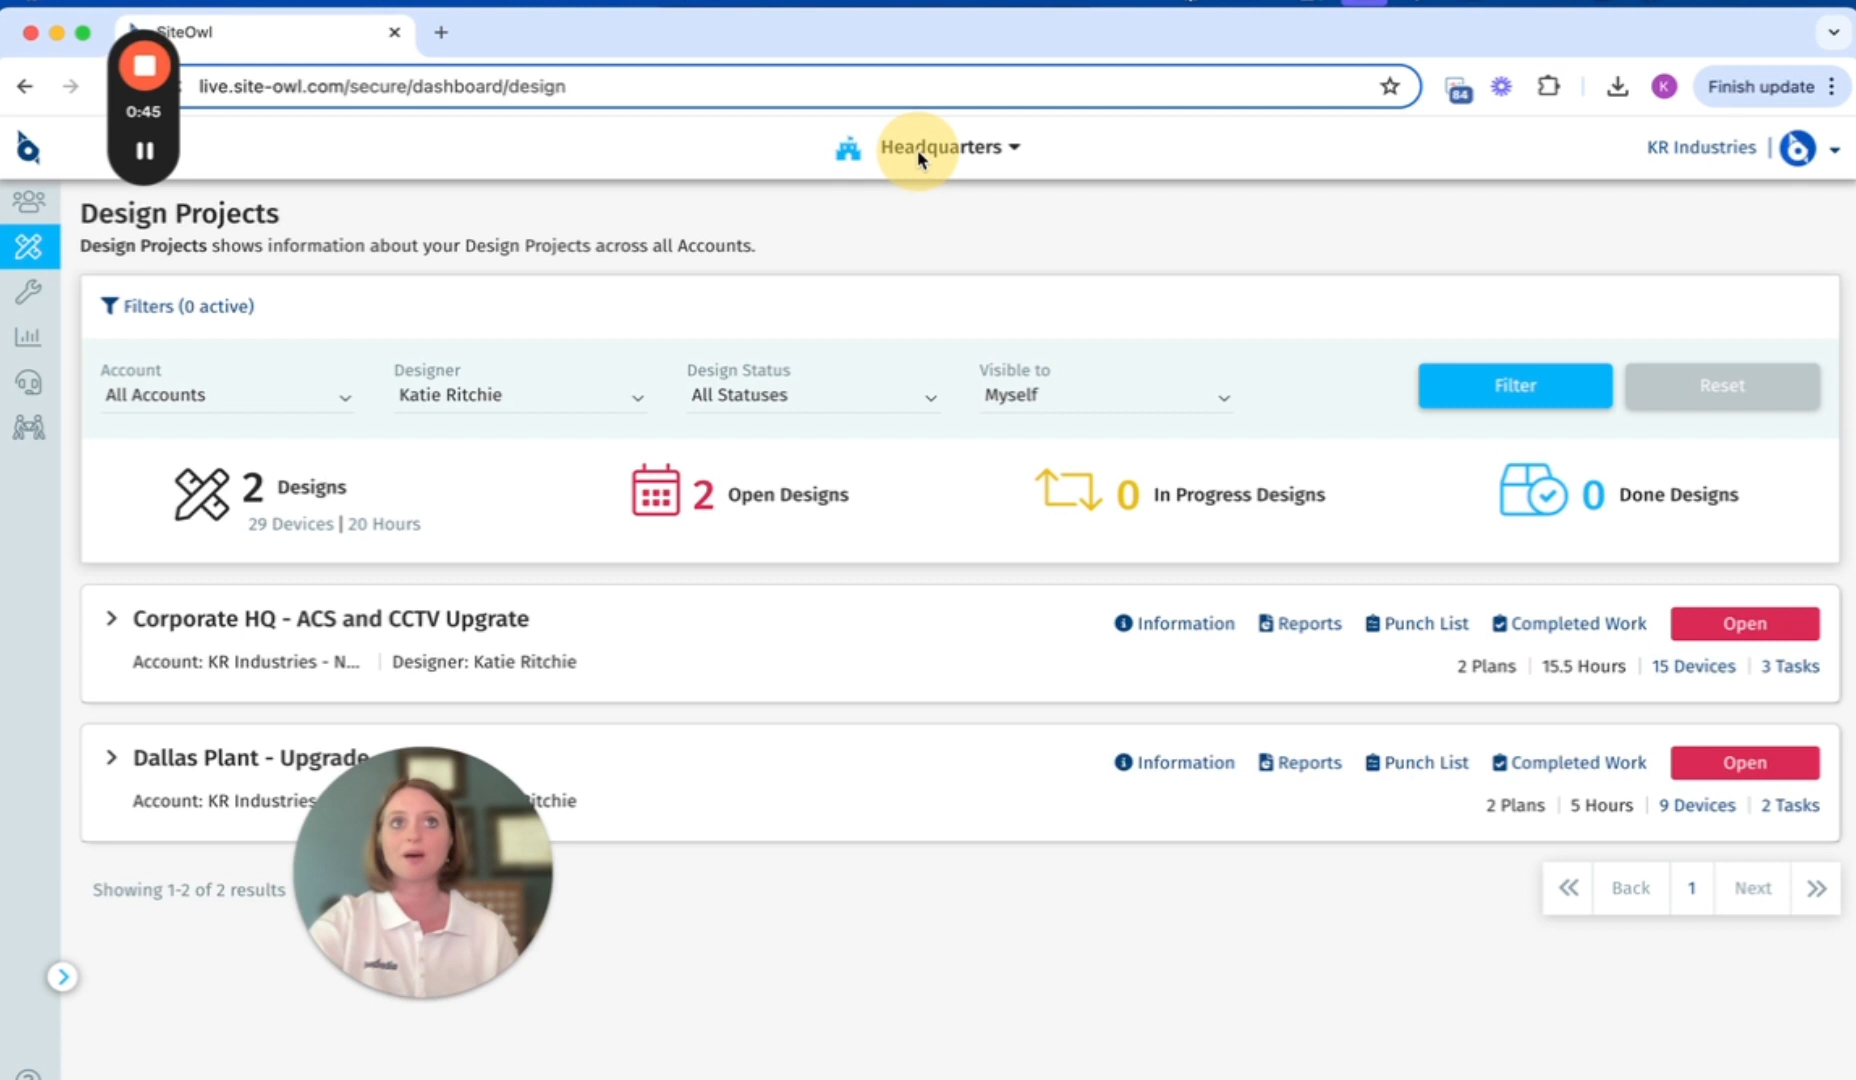 SiteOwl
live.site-owl.com/secure/dashboard/design
84
K
Finish update
0:45
Headquarters
KR Industries
Design Projects
Design Projects shows information about your Design Projects across all Accounts.
Filters (0 active)
Account
All Accounts
Designer
Katie Ritchie
Design Status
All Statuses
Visible to
Myself
Filter
Reset
2 Designs
29 Devices | 20 Hours
2 Open Designs
0 In Progress Designs
0 Done Designs
Corporate HQ - ACS and CCTV Upgrate
Information Reports Punch List Completed Work Open
Account: KR Industries - N... Designer: Katie Ritchie
2 Plans 15.5 Hours 15 Devices 3 Tasks
Dallas Plant - Upgrade
Information Reports Punch List Completed Work Open
Account: KR Industries
2 Plans 5 Hours 9 Devices 2 Tasks
Showing 1-2 of 2 results
Back 1 Next